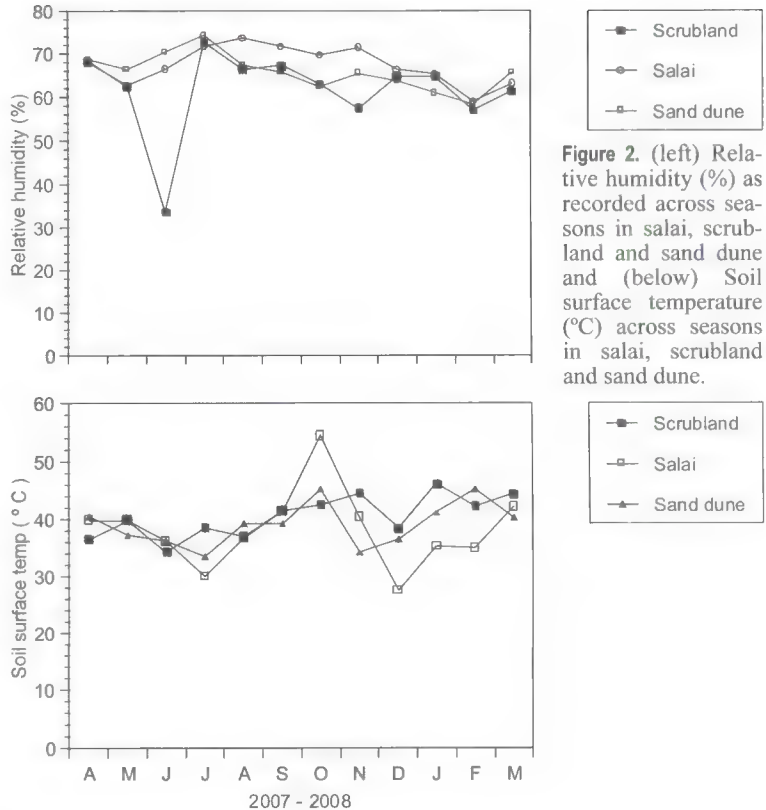 80
70
60
50
40
30
20
10
0
Relative humidity (%)
Scrubland
Salai
Sand dune
Figure 2. (left) Rela-
tive humidity (%) as
recorded across sea-
sons in salai, scrub-
land and sand dune
and (below) Soil
surface temperature
(ºC) across seasons
in salai, scrubland
and sand dune.
60
50
40
30
20
10
0
Soil surface temp ( º C )
A M J J A S O N D J F M
2007 - 2008
Scrubland
Salai
Sand dune